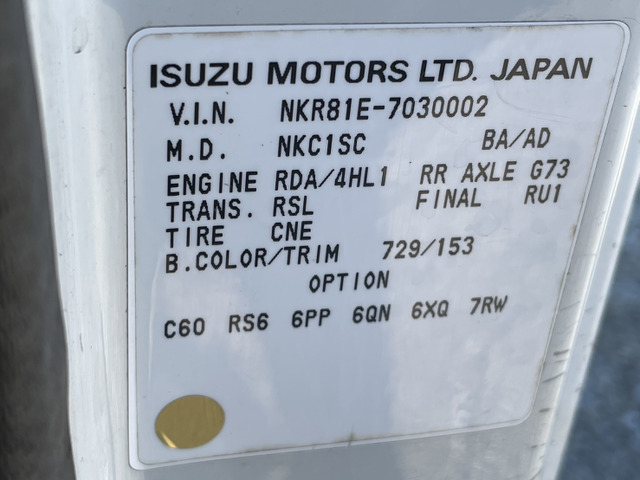 ISUZU MOTORS LTD. JAPAN
V.I.N. NKR81E-7030002
M.D. NKC1SC BA/AD
ENGINE RDA/4HL1 RR AXLE G73
TRANS. RSL FINAL RU1
TIRE CNE
B.COLOR/TRIM 729/153
OPTION
C60 RS6 6PP 6QN 6XQ 7RW